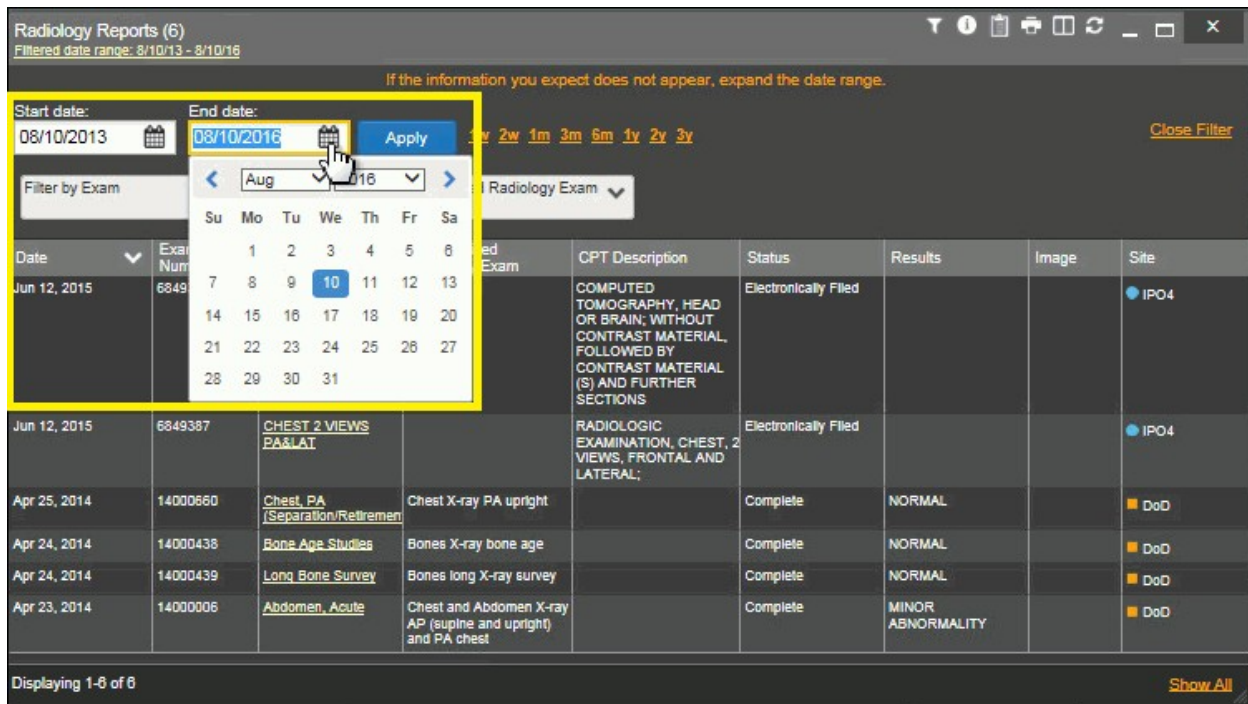 Radiology Reports (6)
Filtered date range: 8/10/13 - 8/10/16
If the information you expect does not appear, expand the date range.
Start date:
End date:
08/10/2013
08/10/2016
Apply
2w 1m 3m 6m 1y 2y 3y
Close Filter
Filter by Exam
Radiology Exam
Aug
Su Mo Tu We Th Fr Sa
1 2 3 4 5 6
7 8 9 10 11 12 13
14 15 16 17 18 19 20
21 22 23 24 25 26 27
28 29 30 31
Date
Exam
CPT Description
Status
Results
Image
Site
Jun 12, 2015
COMPUTED
TOMOGRAPHY, HEAD
OR BRAIN; WITHOUT
CONTRAST MATERIAL,
FOLLOWED BY
CONTRAST MATERIAL
(S) AND FURTHER
SECTIONS
Electronically Filed
IPO4
Jun 12, 2015
6849387
CHEST 2 VIEWS
PA&LAT
RADIOLOGIC
EXAMINATION, CHEST, 2
VIEWS, FRONTAL AND
LATERAL;
Electronically Filed
IPO4
Apr 25, 2014
14000660
Chest, PA
(Separation/Retiremen
Chest X-ray PA upright
Complete
NORMAL
DoD
Apr 24, 2014
14000438
Bone Age Studies
Bones X-ray bone age
Complete
NORMAL
DoD
Apr 24, 2014
14000439
Long Bone Survey
Bones long X-ray survey
Complete
NORMAL
DoD
Apr 23, 2014
14000006
Abdomen, Acute
Chest and Abdomen X-ray
AP (supine and upright)
and PA chest
Complete
MINOR
ABNORMALITY
DoD
Displaying 1-6 of 6
Show All